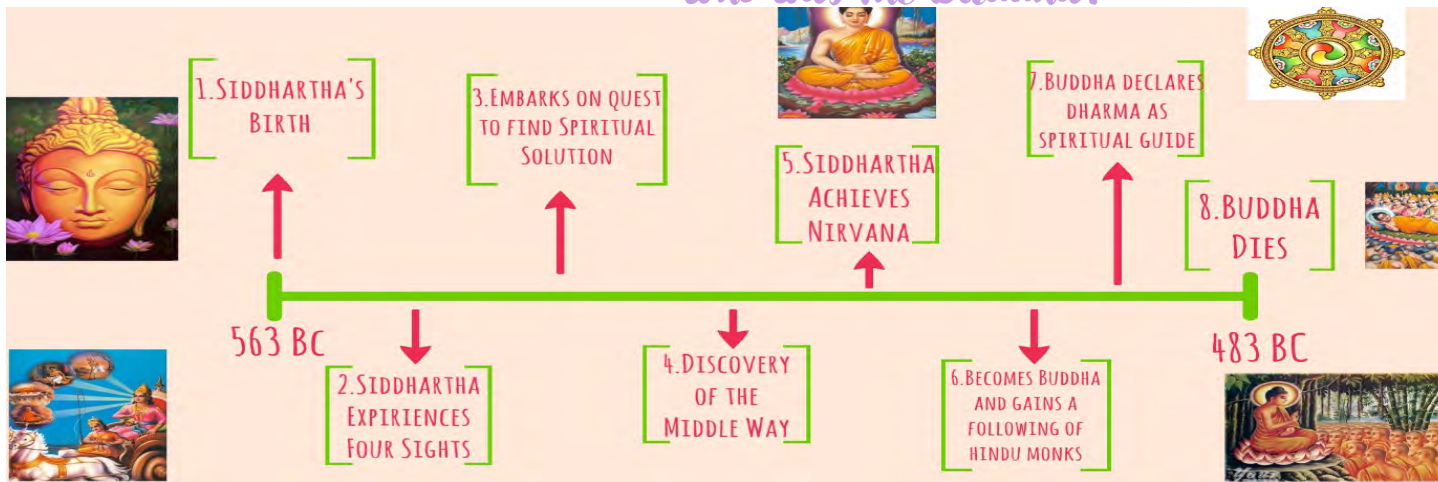 1.SIDDHARTHA'S
BIRTH
3.EMBARKS ON QUEST
TO FIND SPIRITUAL
SOLUTION
5.SIDDHARTHA
ACHIEVES
NIRVANA
7.BUDDHA DECLARES
DHARMA AS
SPIRITUAL GUIDE
8.BUDDHA
DIES
563 BC
483 BC
2.SIDDHARTHA
EXPIRIENCES
FOUR SIGHTS
4.DISCOVERY
OF THE
MIDDLE WAY
6.BECOMES BUDDHA
AND GAINS A
FOLLOWING OF
HINDU MONKS